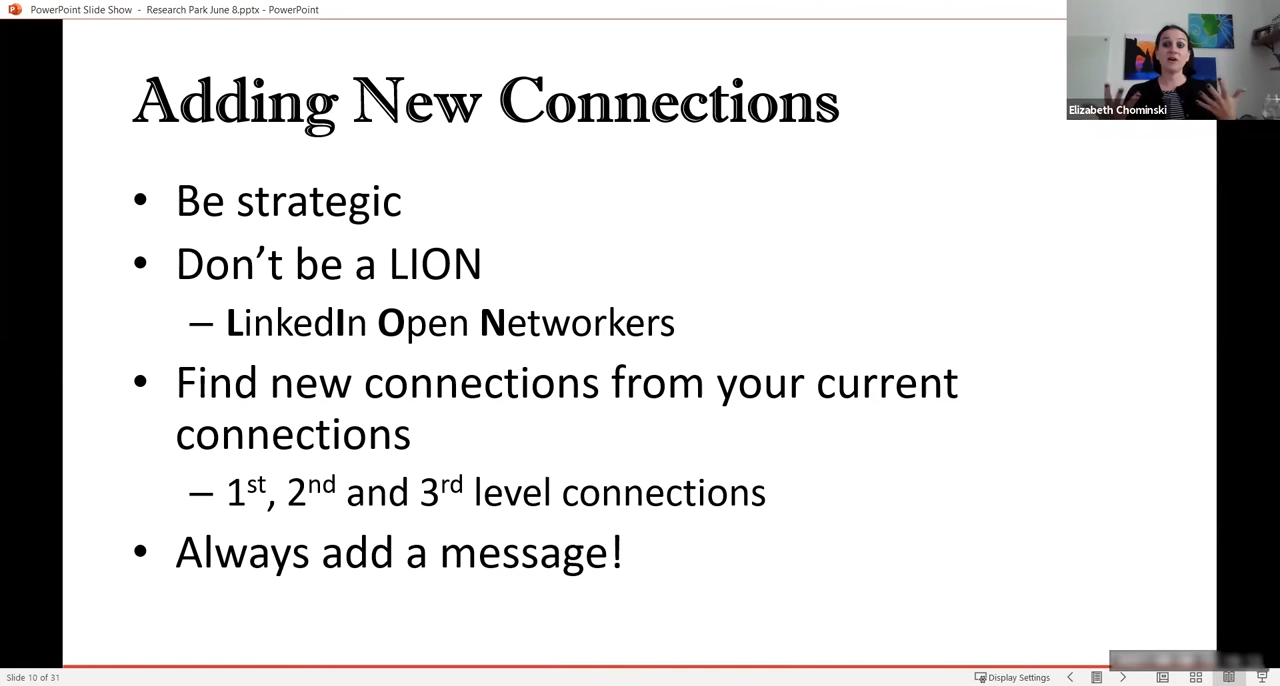 PowerPoint Slide Show - Research Park June 8.pptx - PowerPoint
Elizabeth Chominski
Adding New Connections
• Be strategic
• Don’t be a LION
– LinkedIn Open Networkers
• Find new connections from your current
connections
– 1st, 2nd and 3rd level connections
• Always add a message!
Slide 10 of 31
Display Settings